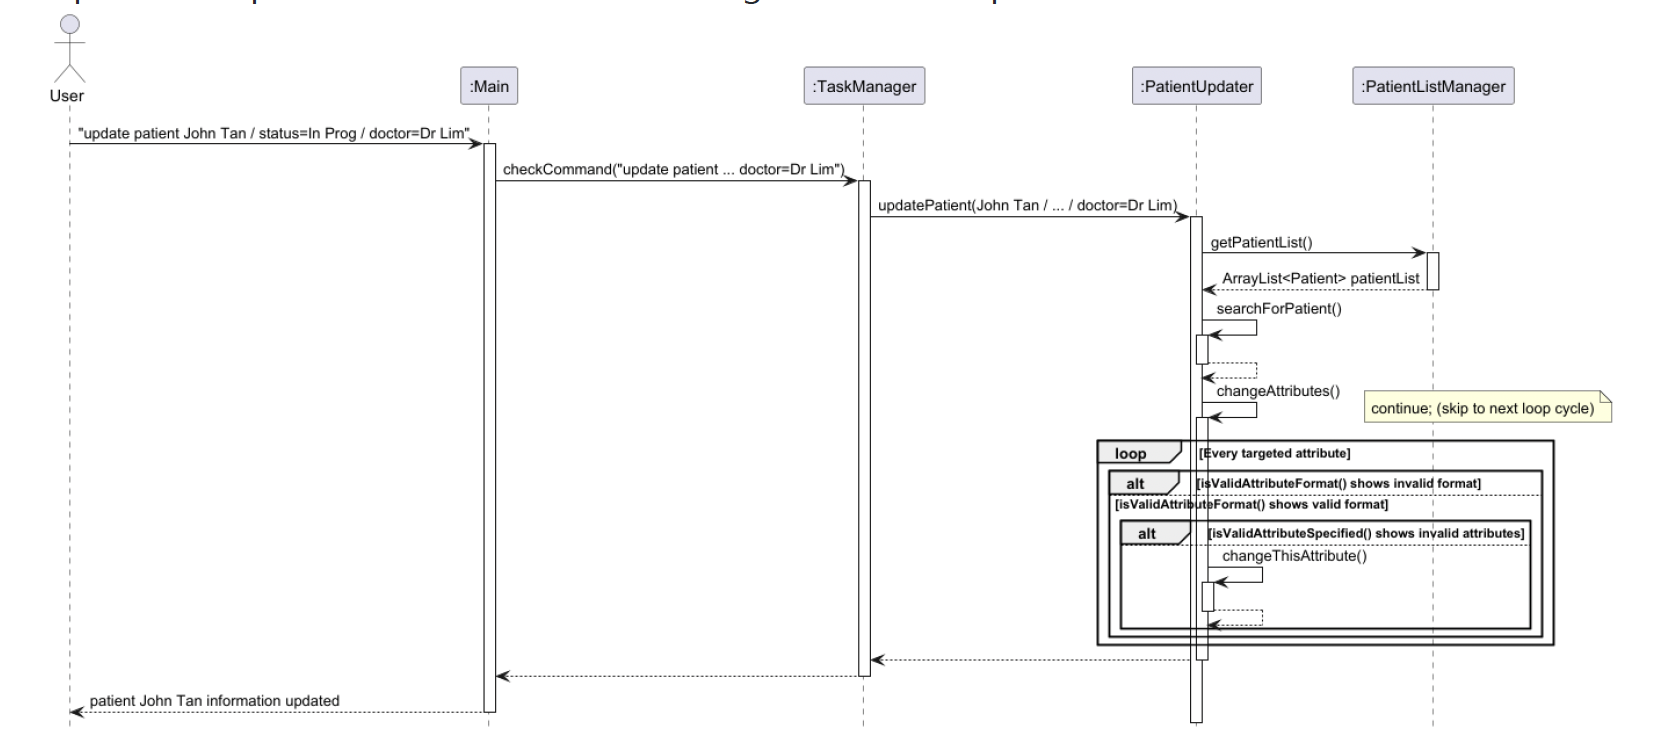 User
:Main
:TaskManager
:PatientUpdater
:PatientListManager
"update patient John Tan / status=In Prog / doctor=Dr Lim"
checkCommand("update patient ... doctor=Dr Lim")
updatePatient(John Tan / ... / doctor=Dr Lim)
getPatientList()
ArrayList<Patient> patientList
searchForPatient()
changeAttributes()
continue; (skip to next loop cycle)
loop
[Every targeted attribute]
alt
[isValidAttributeFormat() shows invalid format]
[isValidAttributeFormat() shows valid format]
alt
[isValidAttributeSpecified() shows invalid attributes]
changeThisAttribute()
patient John Tan information updated